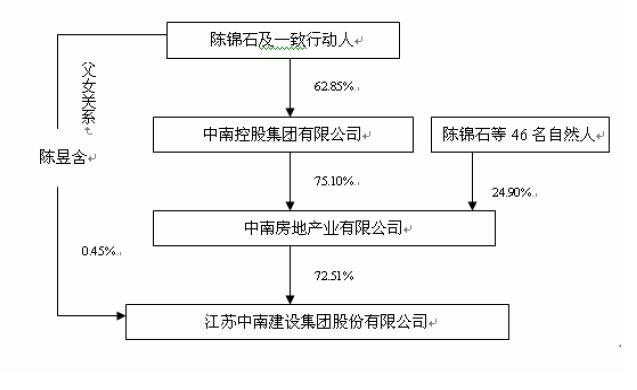 陈锦石及一致行动人
父女关系
62.85%
中南控股集团有限公司
陈锦石等 46 名自然人
陈昱含
75.10%
24.90%
中南房地产业有限公司
0.45%
72.51%
江苏中南建设集团股份有限公司